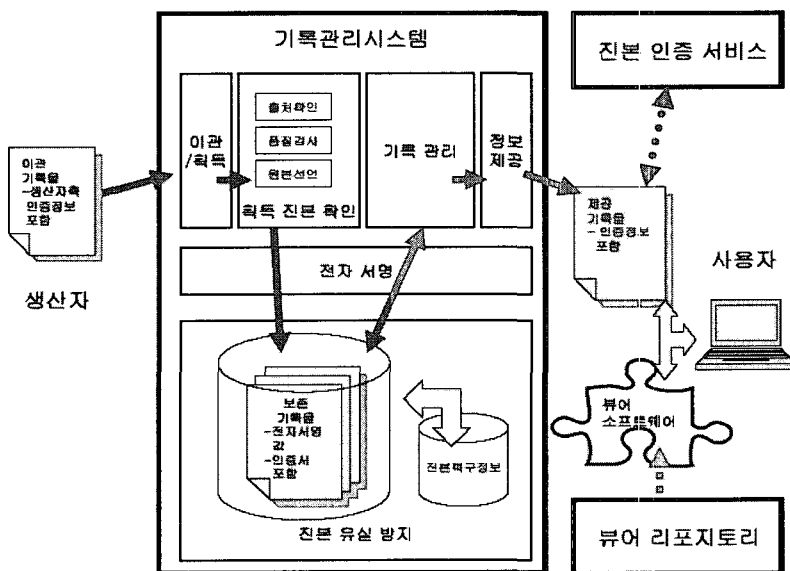 기록관리시스템
진본 인증 서비스
이관
/획득
출처확인
품질검사
원본선언
획득 진본 확인
기록 관리
정보
제공
이관
기록물
-생산자측
인증정보
포함
생산자
제공
기록물
- 인증정보
포함
사용자
전자 서명
보존
기록물
-전자서명
값
-인증서
포함
진본복구정보
진본 유실 방지
뷰어
소프트웨어
뷰어 리포지토리